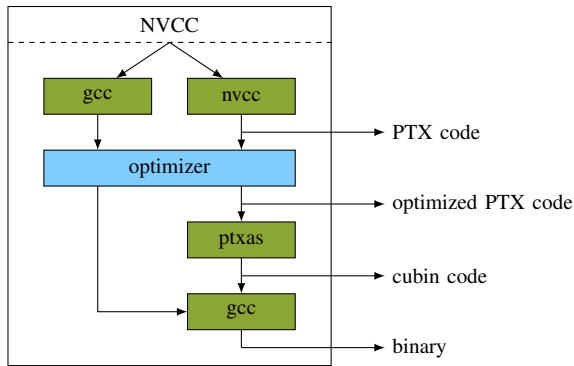 NVCC
gcc
nvcc
PTX code
optimizer
optimized PTX code
ptxas
cubin code
gcc
binary